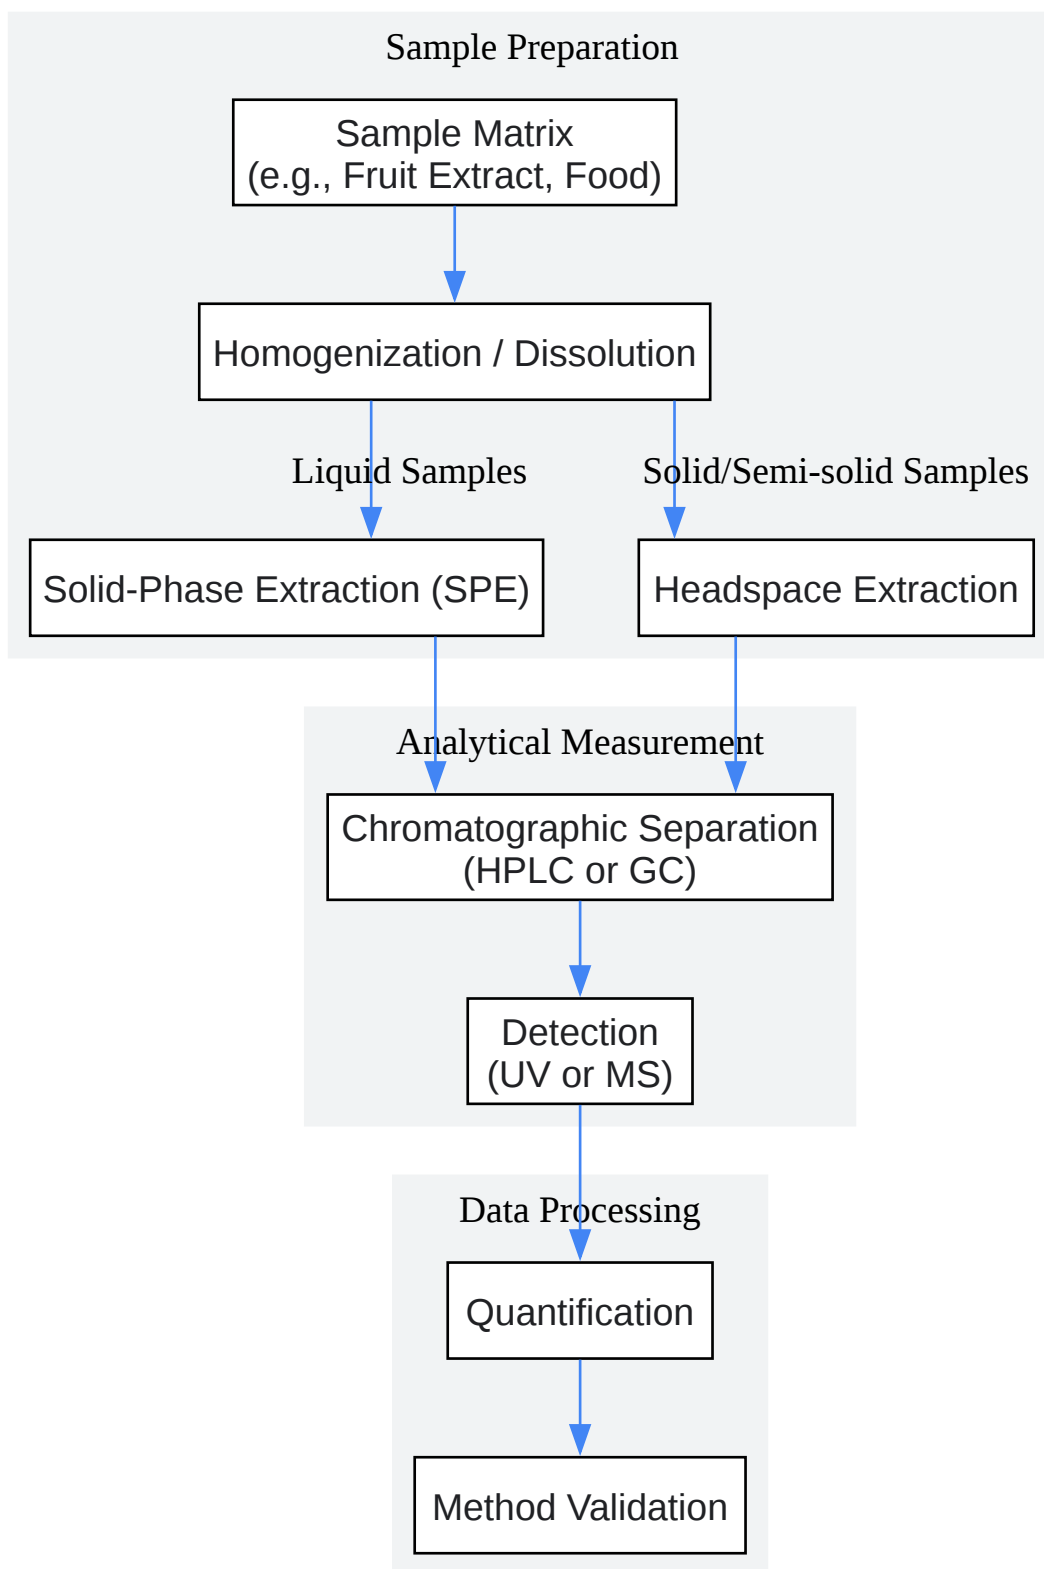 Sample Preparation
Sample Matrix
(e.g., Fruit Extract, Food)
Homogenization / Dissolution
Liquid Samples
Solid/Semi-solid Samples
Solid-Phase Extraction (SPE)
Headspace Extraction
Analytical Measurement
Chromatographic Separation
(HPLC or GC)
Detection
(UV or MS)
Data Processing
Quantification
Method Validation